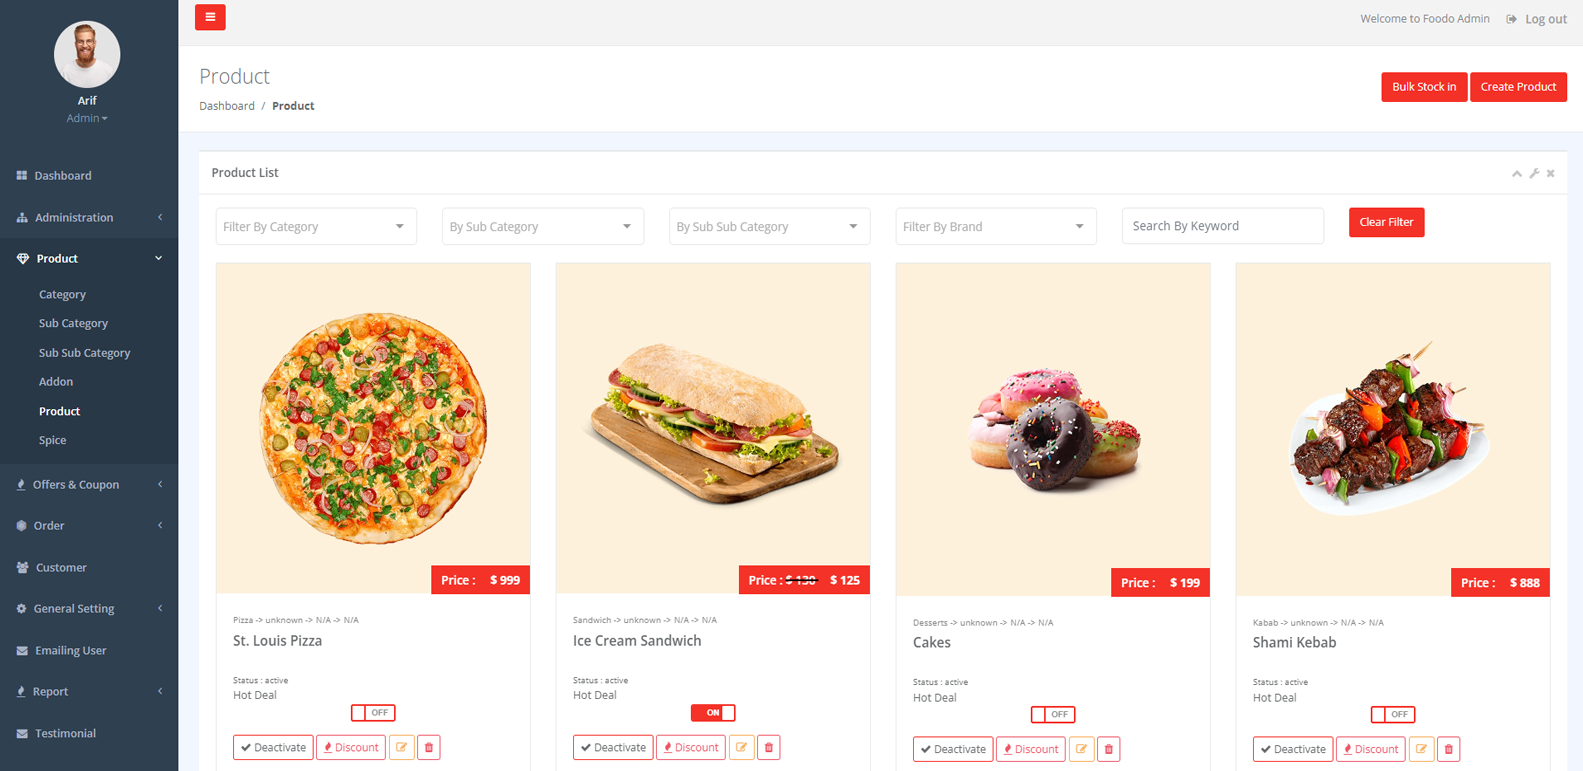 Arif
Admin
Dashboard
Administration
Product
Category
Sub Category
Sub Sub Category
Addon
Product
Spice
Offers & Coupon
Order
Customer
General Setting
Emailing User
Report
Testimonial
Welcome to Foodo Admin Log out
Product
Dashboard / Product
Bulk Stock in Create Product
Product List
Filter By Category By Sub Category By Sub Sub Category Filter By Brand Search By Keyword Clear Filter
Price : $ 999
Pizza -> unknown -> N/A -> N/A
St. Louis Pizza
Status : active
Hot Deal
OFF
Deactivate Discount
Price : $ 130 $ 125
Sandwich -> unknown -> N/A -> N/A
Ice Cream Sandwich
Status : active
Hot Deal
ON
Deactivate Discount
Price : $ 199
Desserts -> unknown -> N/A -> N/A
Cakes
Status : active
Hot Deal
OFF
Deactivate Discount
Price : $ 888
Kabab -> unknown -> N/A -> N/A
Shami Kebab
Status : active
Hot Deal
OFF
Deactivate Discount